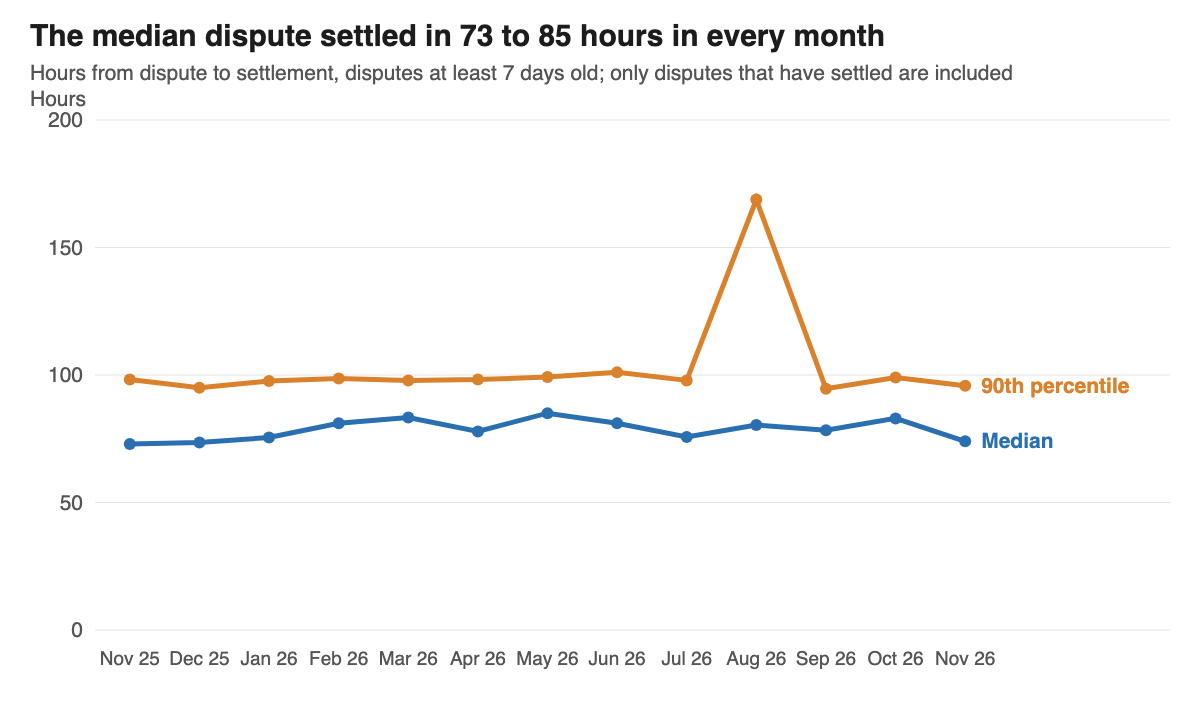 The median dispute settled in 73 to 85 hours in every month
Hours from dispute to settlement, disputes at least 7 days old; only disputes that have settled are included
Hours
200
150
100
50
0
90th percentile
Median
Nov 25 Dec 25 Jan 26 Feb 26 Mar 26 Apr 26 May 26 Jun 26 Jul 26 Aug 26 Sep 26 Oct 26 Nov 26